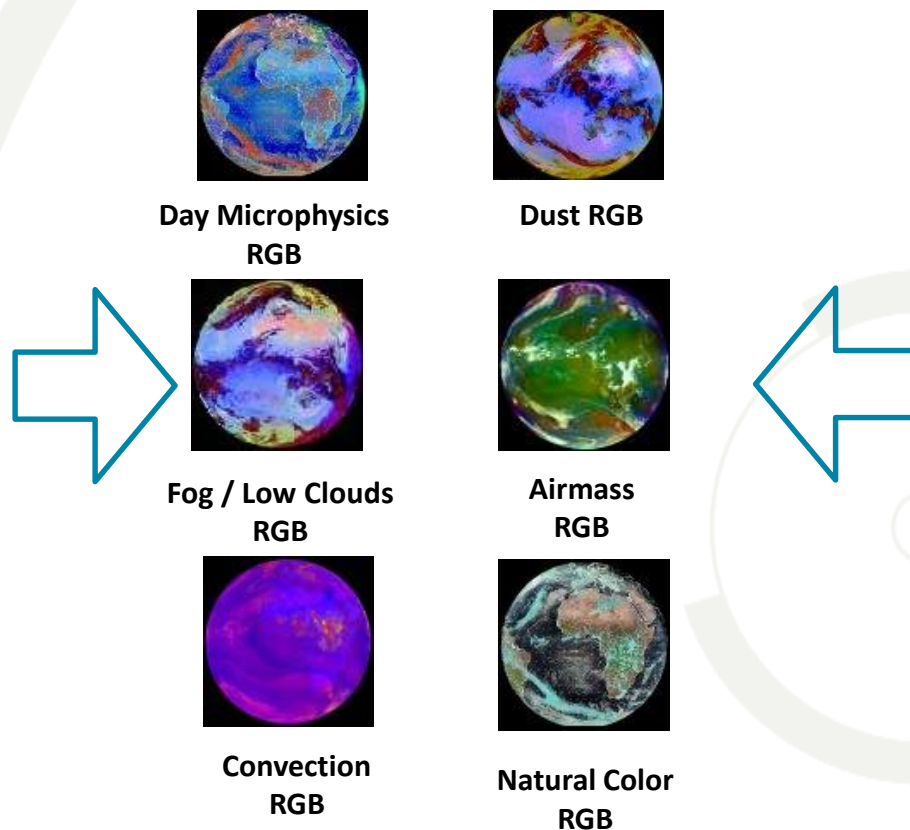 Day Microphysics
RGB
Dust RGB
Fog / Low Clouds
RGB
Airmass
RGB
Convection
RGB
Natural Color
RGB